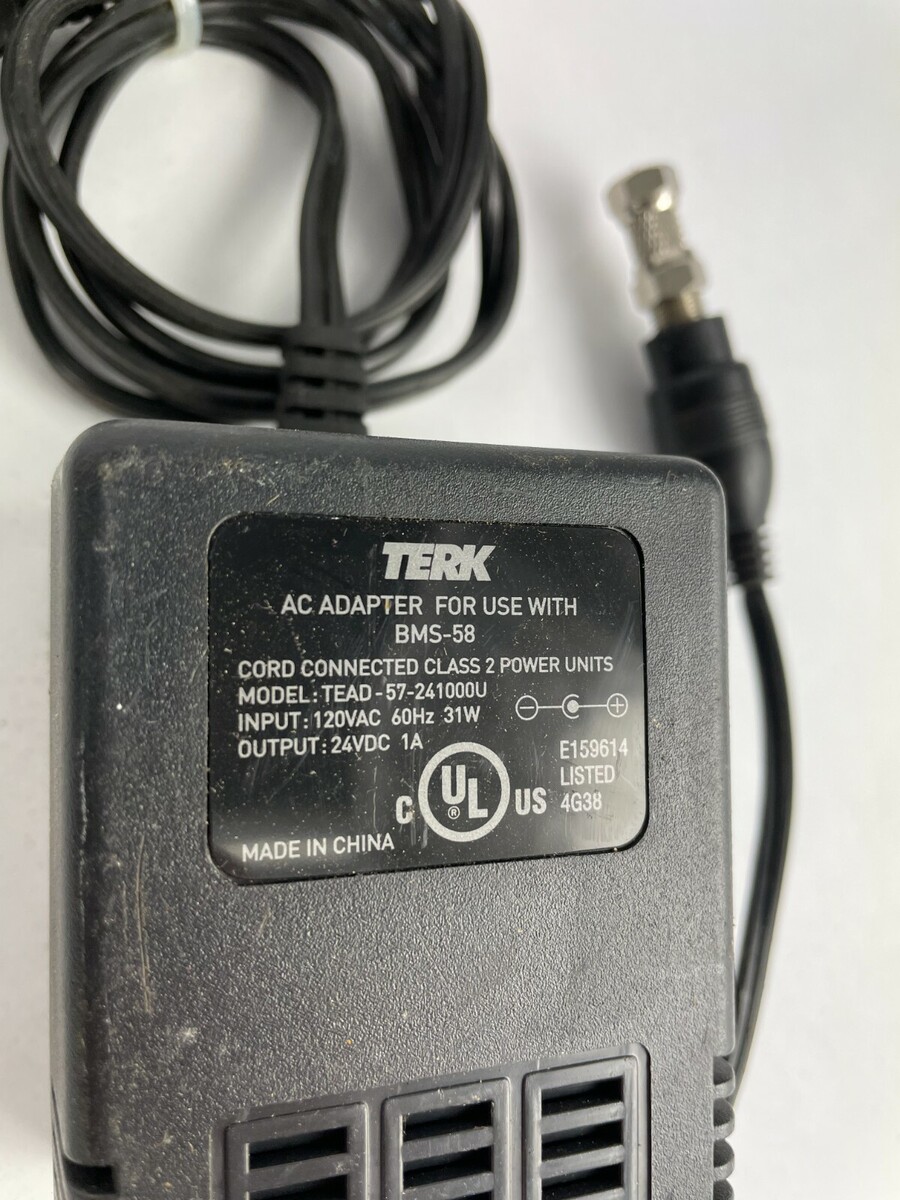 TERK
AC ADAPTER FOR USE WITH
BMS-58
CORD CONNECTED CLASS 2 POWER UNITS
MODEL: TEAD-57-241000U
INPUT: 120VAC 60Hz 31W
OUTPUT: 24VDC 1A
E159614
LISTED
4G38
C UL ® US
MADE IN CHINA